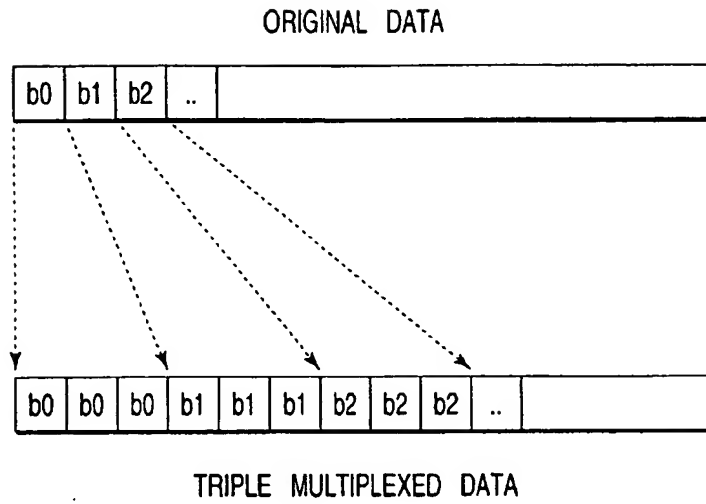 ORIGINAL DATA
b0 b1 b2 ..
b0 b0 b0 b1 b1 b1 b2 b2 b2 ..
TRIPLE MULTIPLEXED DATA